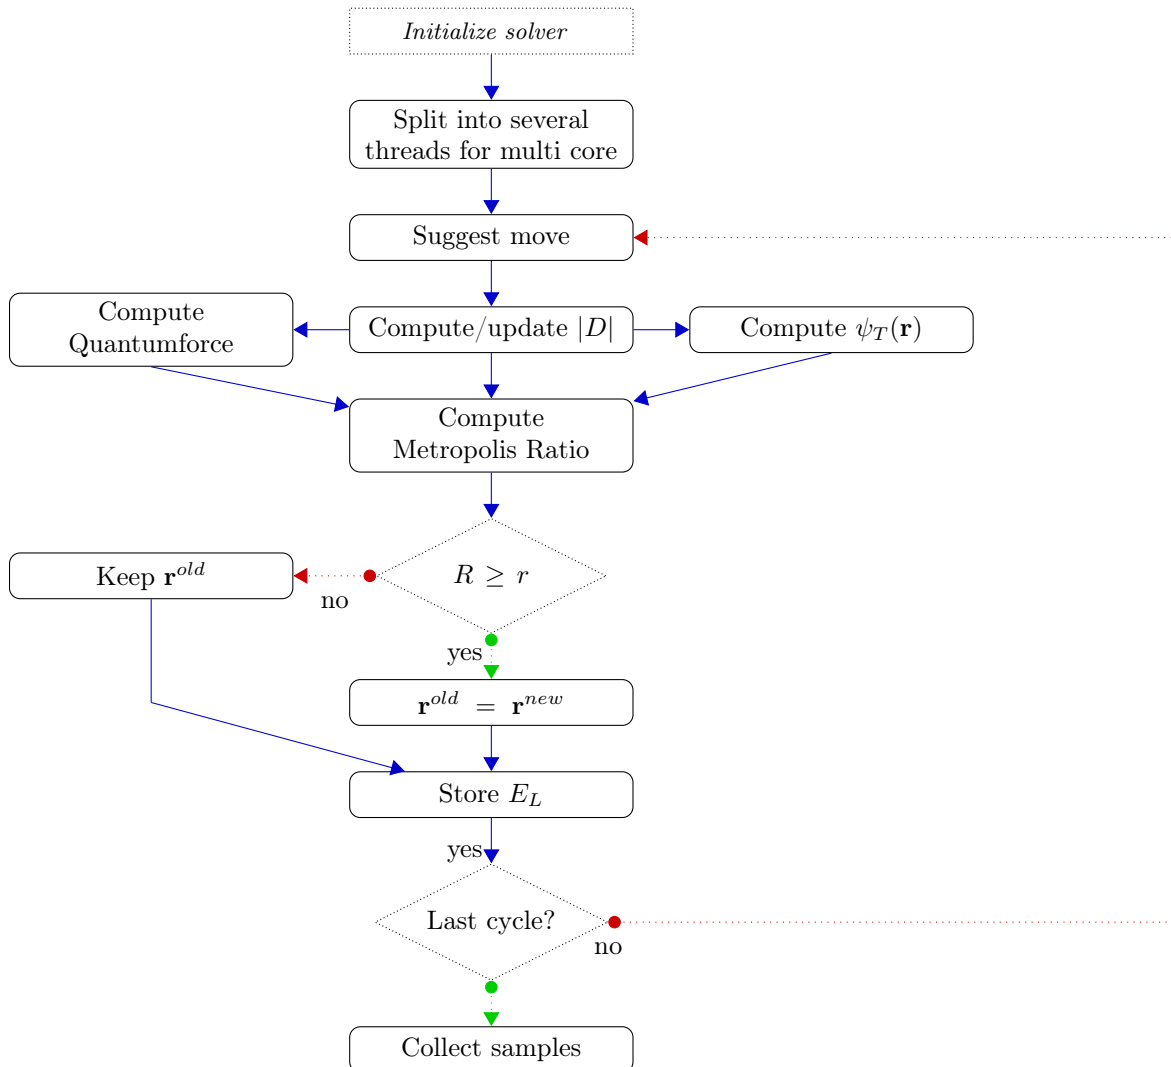 Initialize solver
Split into several
threads for multi core
Suggest move
Compute
Quantumforce
Compute/update |D|
Compute ψ_T(𝐫)
Compute
Metropolis Ratio
R ≥ r
Keep 𝐫^{old}
no
yes
𝐫^{old} = 𝐫^{new}
Store E_L
yes
Last cycle?
no
Collect samples